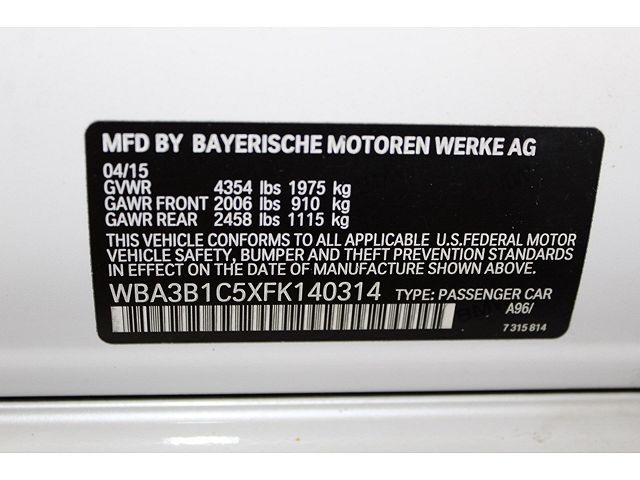 MFD BY BAYERISCHE MOTOREN WERKE AG
04/15
GVWR 4354 lbs 1975 kg
GAWR FRONT 2006 lbs 910 kg
GAWR REAR 2458 lbs 1115 kg
THIS VEHICLE CONFORMS TO ALL APPLICABLE U.S.FEDERAL MOTOR
VEHICLE SAFETY, BUMPER AND THEFT PREVENTION STANDARDS
IN EFFECT ON THE DATE OF MANUFACTURE SHOWN ABOVE.
WBA3B1C5XFK140314 TYPE: PASSENGER CAR
A96/
7 315 814